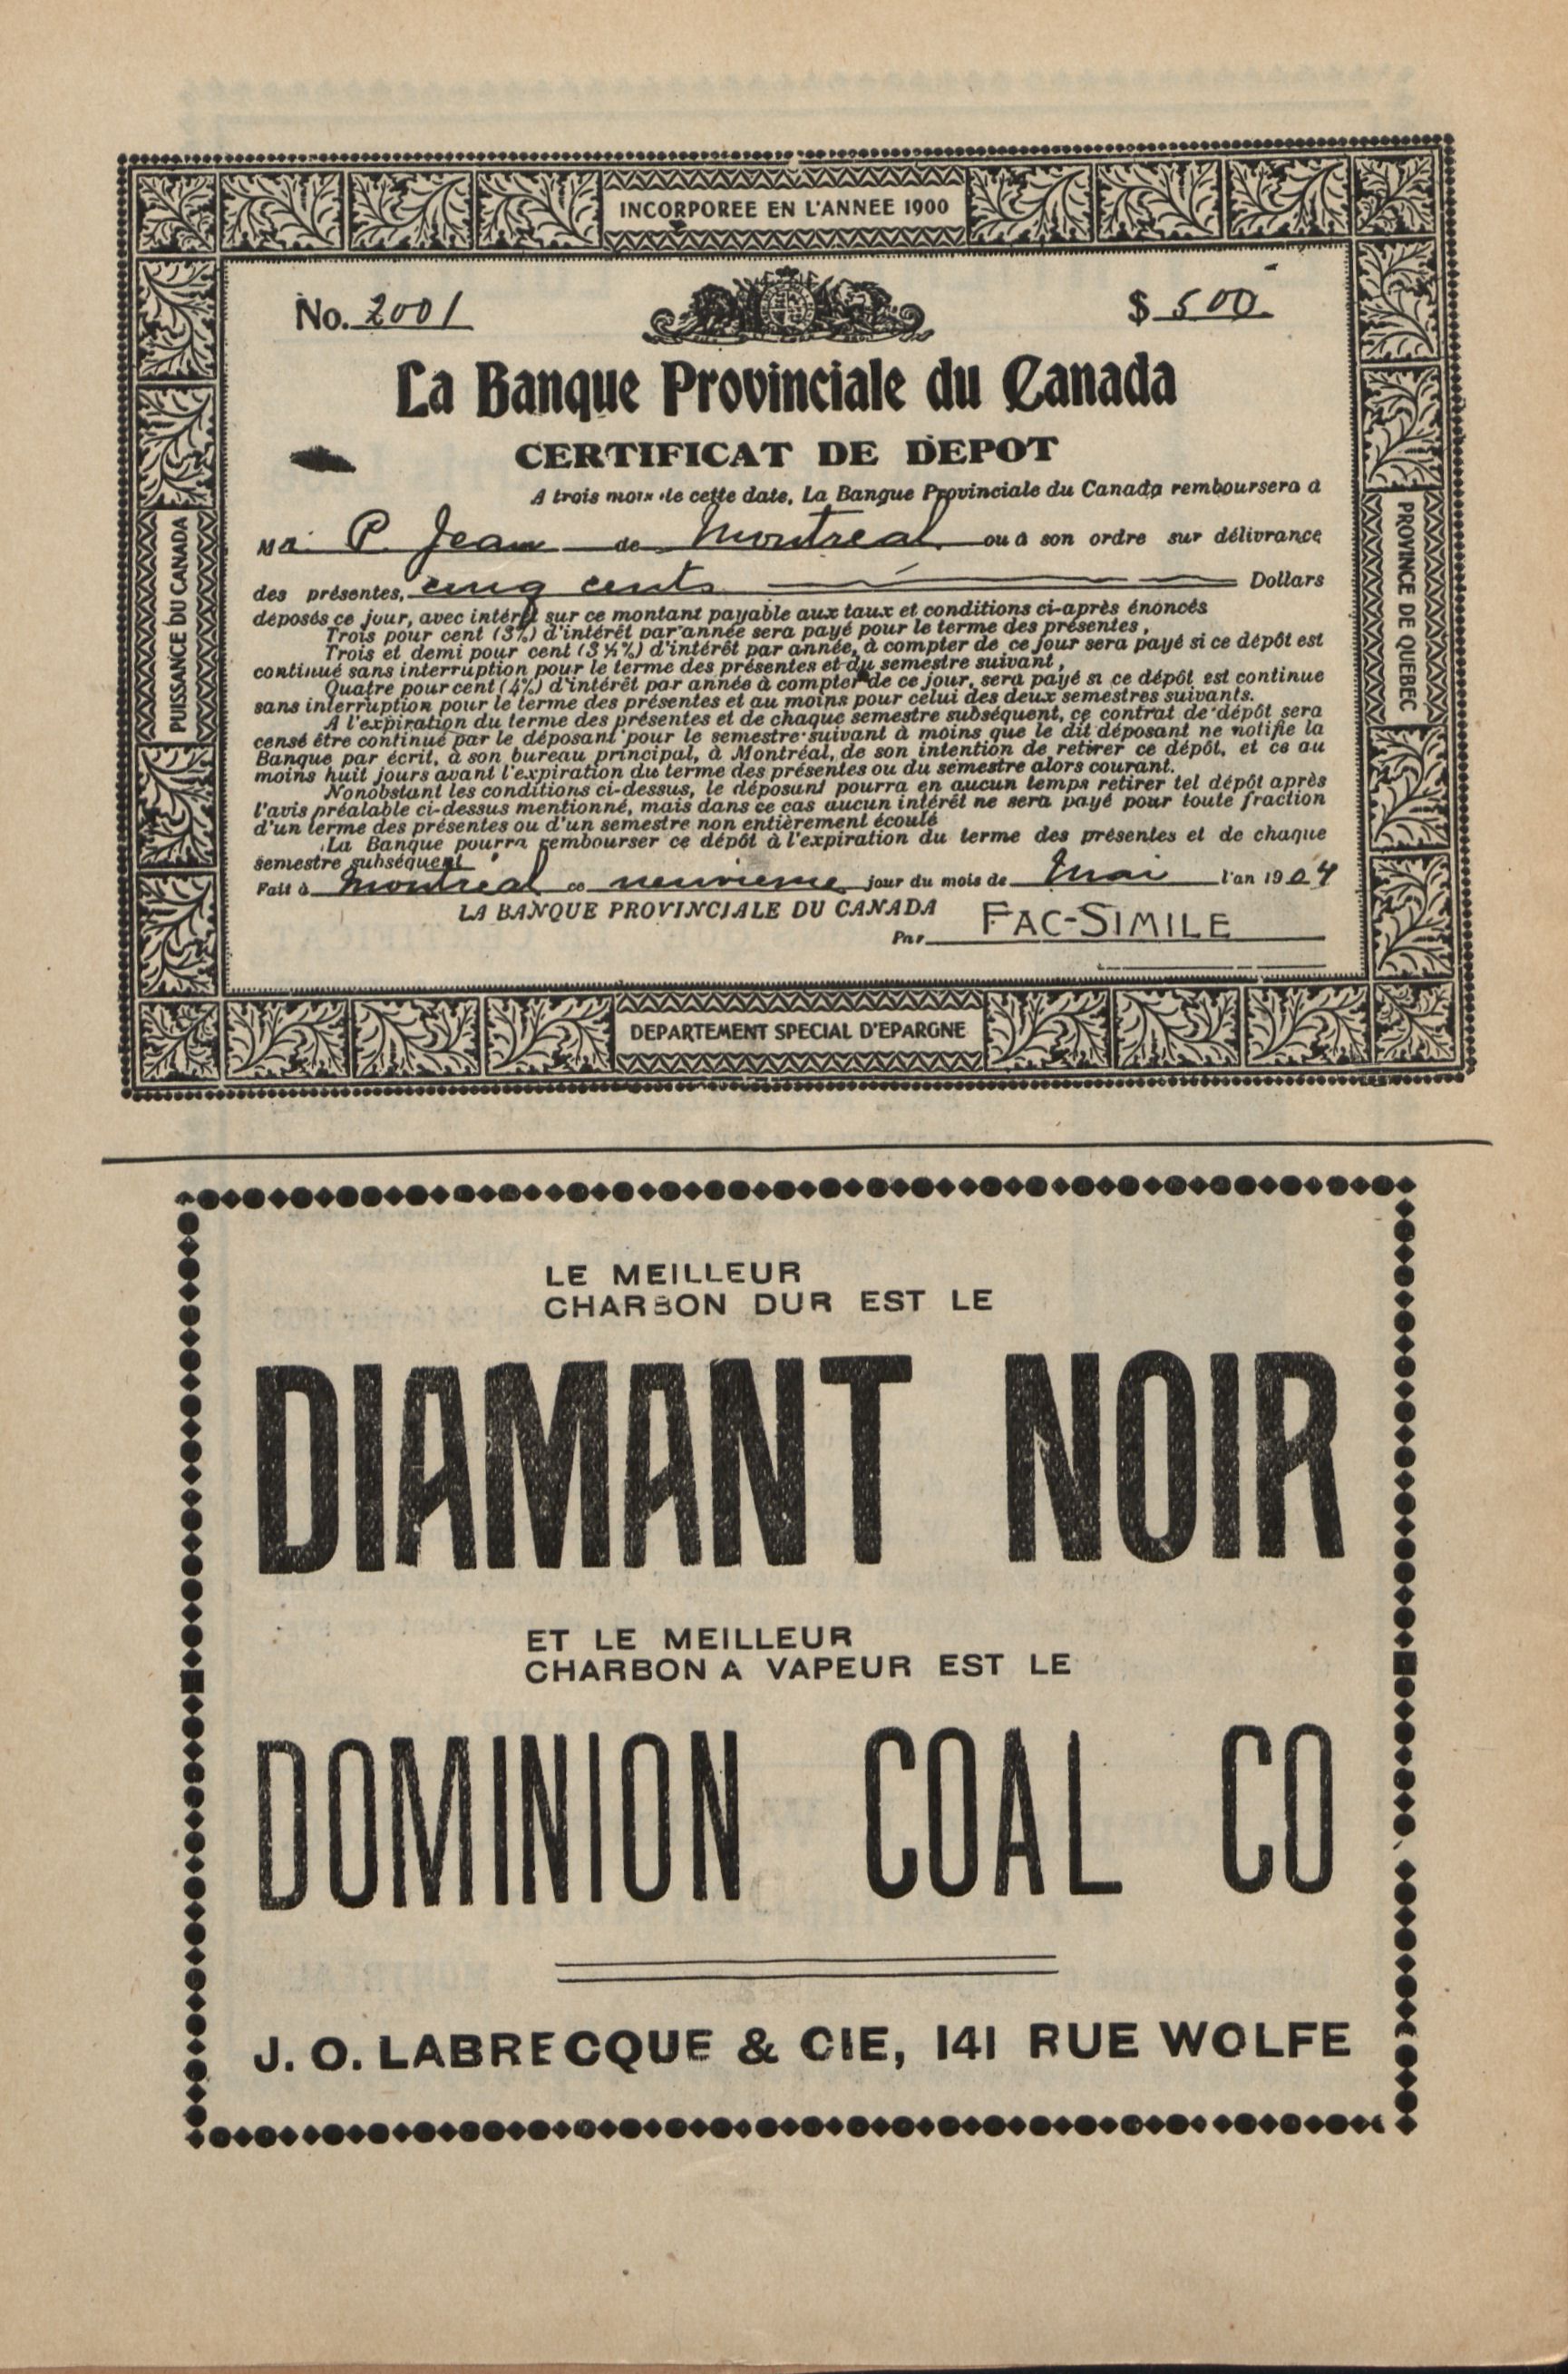 INCORPOREE EN L'ANNEE 1900
No. 2001
$ 500
La Banque Provinciale du Canada
CERTIFICAT DE DEPOT
A trois mois de cette date, La Banque Provinciale du Canada remboursera à
P. Jean de Montreal ou à son ordre sur délivrance
des présentes, cinq cents Dollars
déposés ce jour, avec intérêt sur ce montant payable aux taux et conditions ci-après énoncés
Trois pour cent (3%) d'intérêt par année sera payé pour le terme des présentes,
Trois et demi pour cent (3½%) d'intérêt par année, à compter de ce jour sera payé si ce dépôt est
continué sans interruption pour le terme des présentes et du semestre suivant,
Quatre pour cent (4%) d'intérêt par année à compter de ce jour, sera payé si ce dépôt est continue
sans interruption pour le terme des présentes et au moins pour celui des deux semestres suivants.
A l'expiration du terme des présentes et de chaque semestre subséquent, ce contrat de dépôt sera
censé être continué par le déposant pour le semestre suivant à moins que le dit déposant ne notifie la
Banque par écrit, à son bureau principal, à Montréal, de son intention de retirer ce dépôt, et ce au
moins huit jours avant l'expiration du terme des présentes ou du semestre alors courant.
Nonobstant les conditions ci-dessus, le déposant pourra en aucun temps retirer tel dépôt après
l'avis préalable ci-dessus mentionné, mais dans ce cas aucun intérêt ne sera payé pour toute fraction
d'un terme des présentes ou d'un semestre non entièrement écoulé
La Banque pourra rembourser ce dépôt à l'expiration du terme des présentes et de chaque
semestre subséquent
Fait à Montreal ce neuvieme jour du mois de Mai l'an 1904
LA BANQUE PROVINCIALE DU CANADA
Par FAC-SIMILE
PUISSANCE DU CANADA
PROVINCE DE QUEBEC
DEPARTEMENT SPECIAL D'EPARGNE
LE MEILLEUR
CHARBON DUR EST LE
DIAMANT NOIR
ET LE MEILLEUR
CHARBON A VAPEUR EST LE
DOMINION COAL CO
J. O. LABRECQUE & CIE, 141 RUE WOLFE